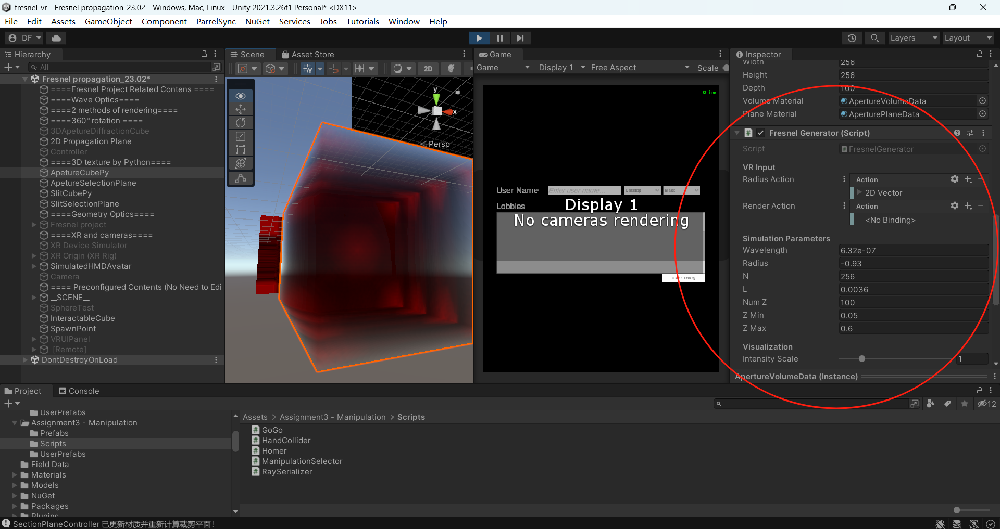 fresnel-vr - Fresnel propagation_23.02 - Windows, Mac, Linux - Unity 2021.3.26f1 Personal* <DX11>
File Edit Assets GameObject Component ParrelSync NuGet Services Jobs Tutorials Window Help
DF Layers Layout
Hierarchy
All
Fresnel propagation_23.02*
====Fresnel Project Related Contens ====
====Wave Optics====
====2 methods of rendering====
====360° rotation ====
3DApetureDiffractionCube
2D Propagation Plane
Controller
====3D texture by Python====
ApetureCubePy
ApetureSelectionPlane
SlitCubePy
SlitSelectionPlane
====Geometry Optics====
Fresnel project
====XR and cameras====
XR Device Simulator
XR Origin (XR Rig)
SimulatedHMDAvatar
Camera
==== Preconfigured Contents (No Need to Edi
__SCENE__
SphereTest
InteractableCube
SpawnPoint
VRUIPanel
[Remote]
DontDestroyOnLoad
Scene Asset Store
2D
y
x
Persp
Game
Game Display 1 Free Aspect Scale
Online
User Name Enter user name... Desktop Black
Lobbies
Display 1
No cameras rendering
Inspector
Width 256
Height 256
Depth 100
Volume Material ApertureVolumeData
Plane Material AperturePlaneData
Fresnel Generator (Script)
Script FresnelGenerator
VR Input
Radius Action Action
2D Vector
Render Action Action
<No Binding>
Simulation Parameters
Wavelength 6.32e-07
Radius -0.93
N 256
L 0.0036
Num Z 100
Z Min 0.05
Z Max 0.6
Visualization
Intensity Scale 1
ApertureVolumeData (Instance)
Project Console
12
UserPrefabs
Assignment3 - Manipulation
Prefabs
Scripts
UserPrefabs
Field Data
Materials
Models
NuGet
Packages
Plugins
Assets > Assignment3 - Manipulation > Scripts
GoGo
HandCollider
Homer
ManipulationSelector
RaySerializer
SectionPlaneController 已更新材质并重新计算裁剪平面！